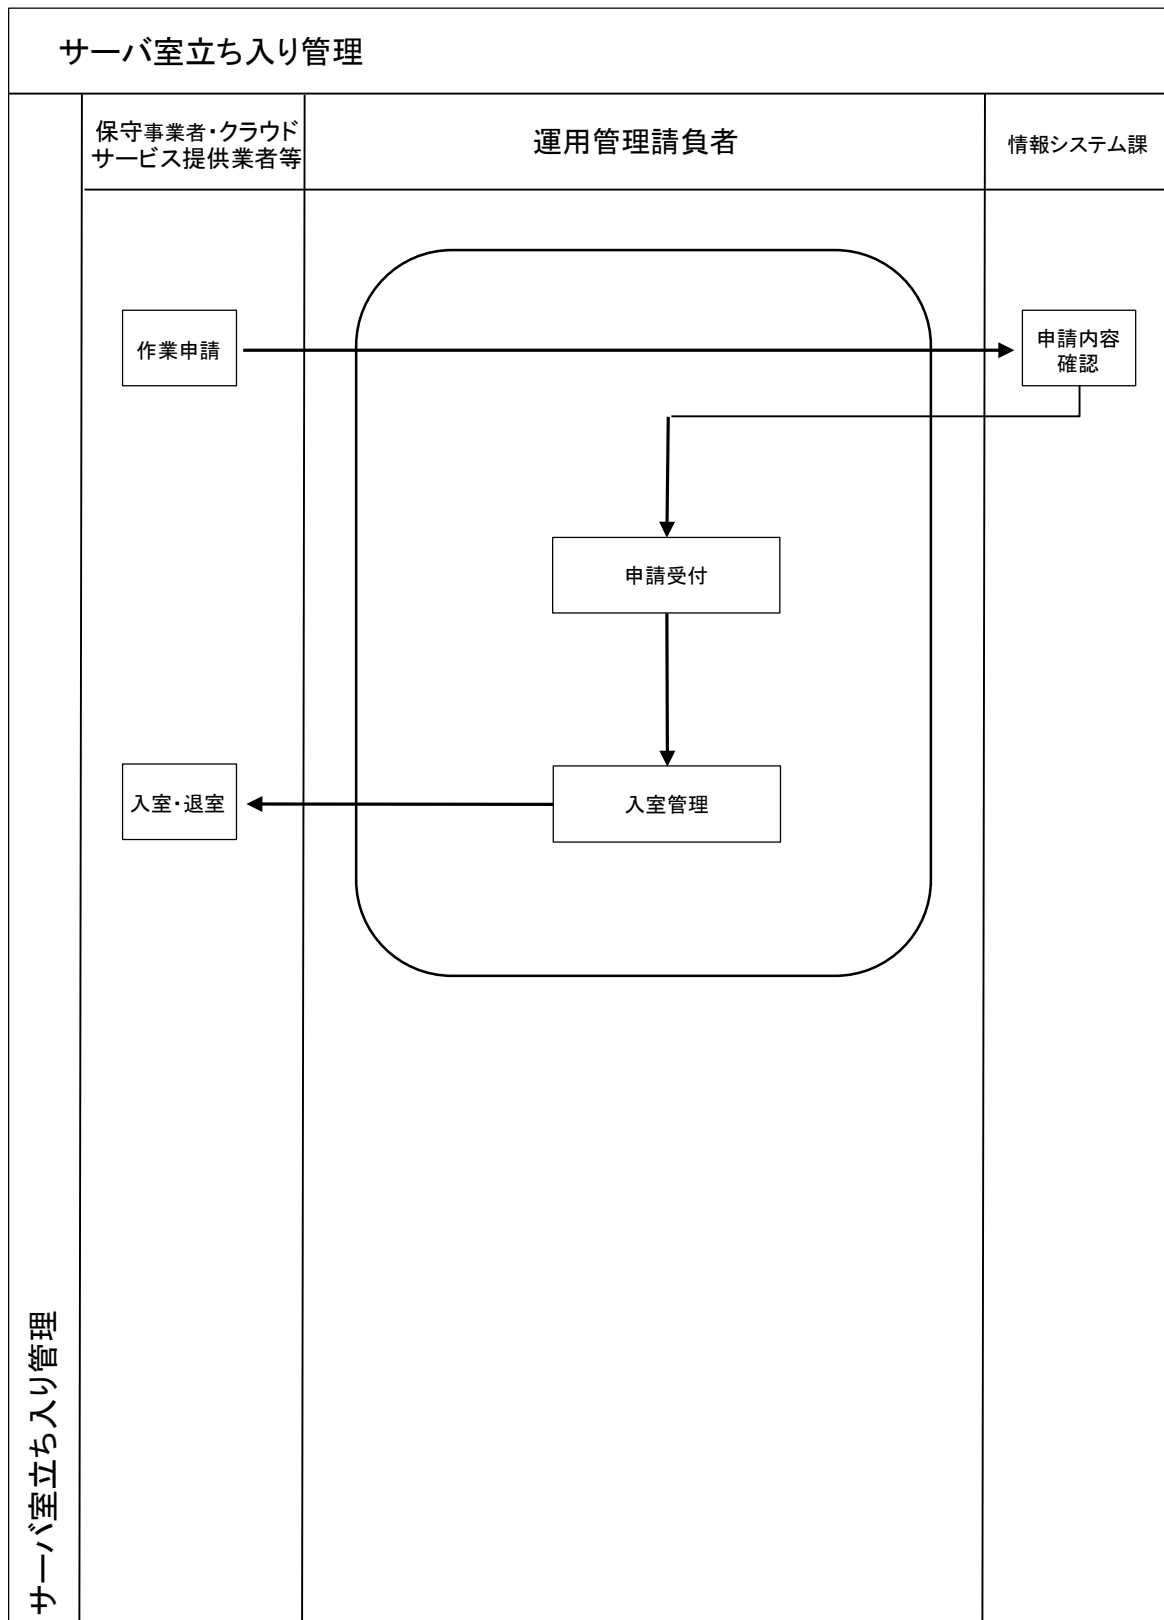 サーバ室立ち入り管理
保守事業者・クラウド
サービス提供業者等
運用管理請負者
情報システム課
作業申請
申請内容
確認
申請受付
入室・退室
入室管理
サーバ室立ち入り管理